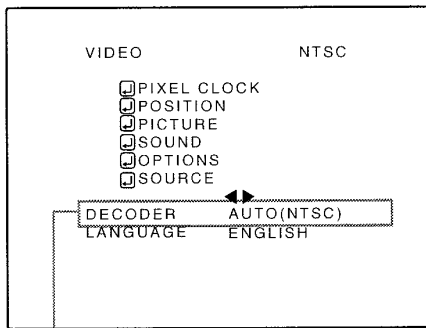 VIDEO NTSC
PIXEL CLOCK
POSITION
PICTURE
SOUND
OPTIONS
SOURCE
DECODER AUTO(NTSC)
LANGUAGE ENGLISH